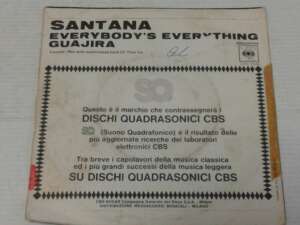 SANTANA
EVERYBODY'S EVERYTHING
GUAJIRA
CBS
SQ
Questo è il marchio che contrassegnerà i
DISCHI QUADRASONICI CBS
SQ (Suono Quadrafonico) è il risultato delle
più aggiornate ricerche dei laboratori
elettronici CBS
Tra breve i capolavori della musica classica
ed i più grandi successi della musica leggera
SU DISCHI QUADRASONICI CBS